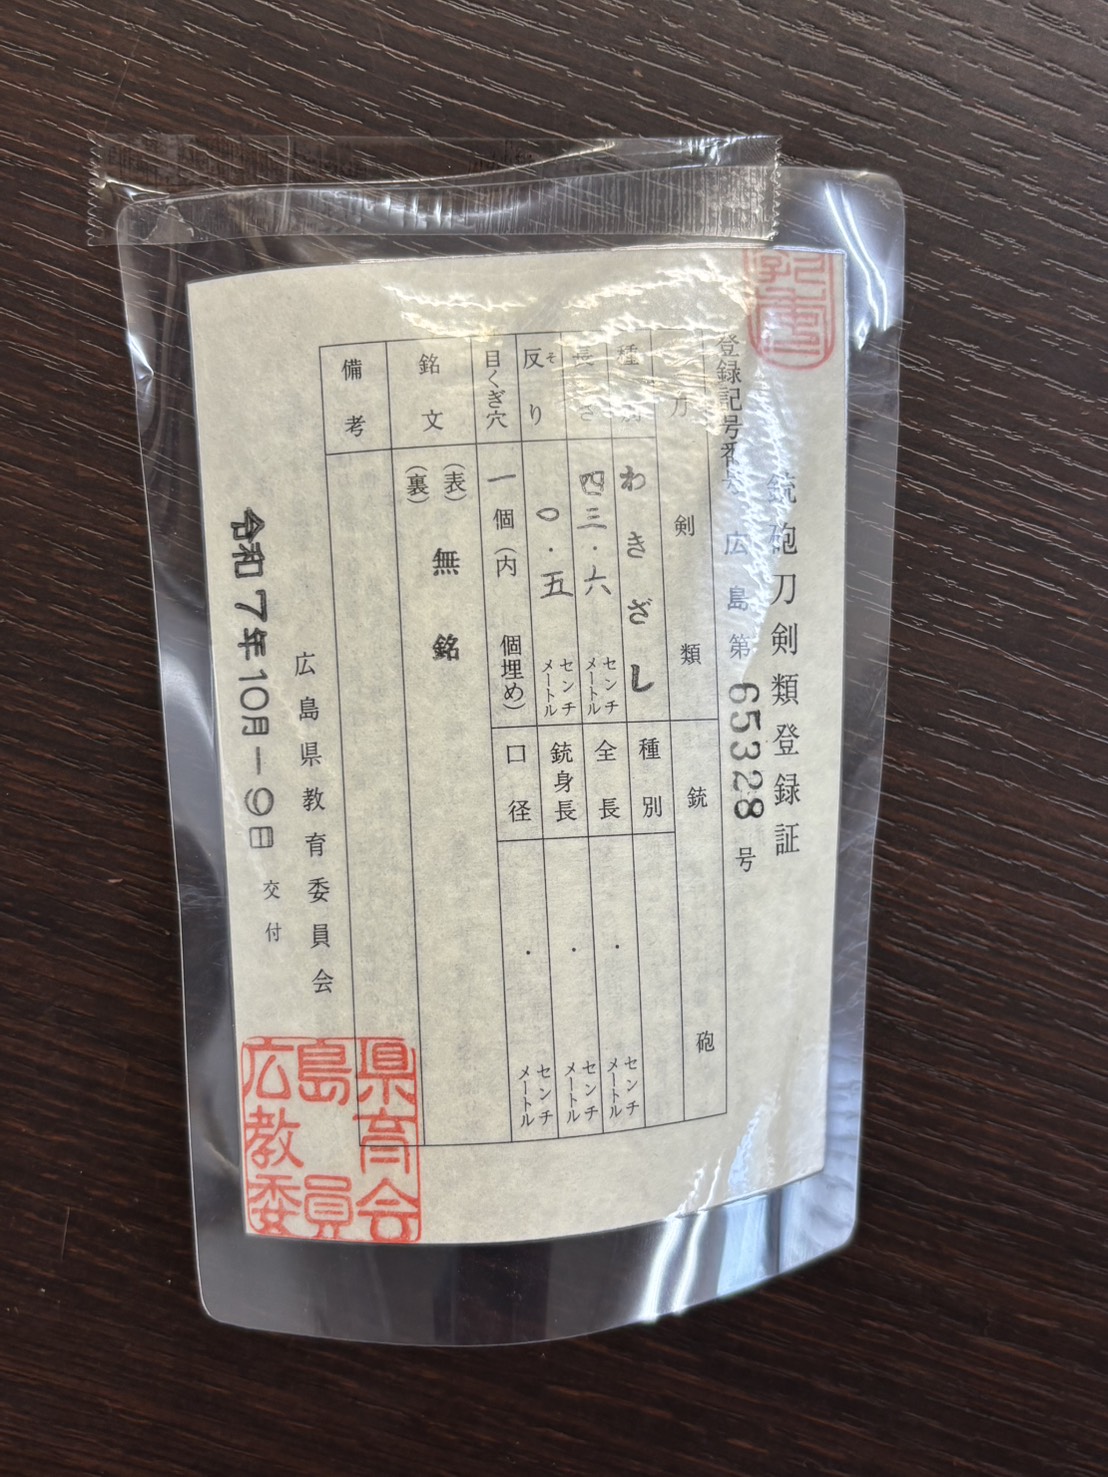 銃砲刀剣類登録証
登録記号番号 広島第 65328 号
刀剣類
種別 わきざし
長さ 四三・六 センチメートル
反り そ 〇・五 センチメートル
目くぎ穴 一個(内 個埋め)
銘文 (表) 無銘
(裏)
備考
銃砲
種別
全長 ・ センチメートル
銃身長 ・ センチメートル
口径 ・ センチメートル
広島県教育委員会
令和7年10月-9日 交付
広島県
教育
委員会